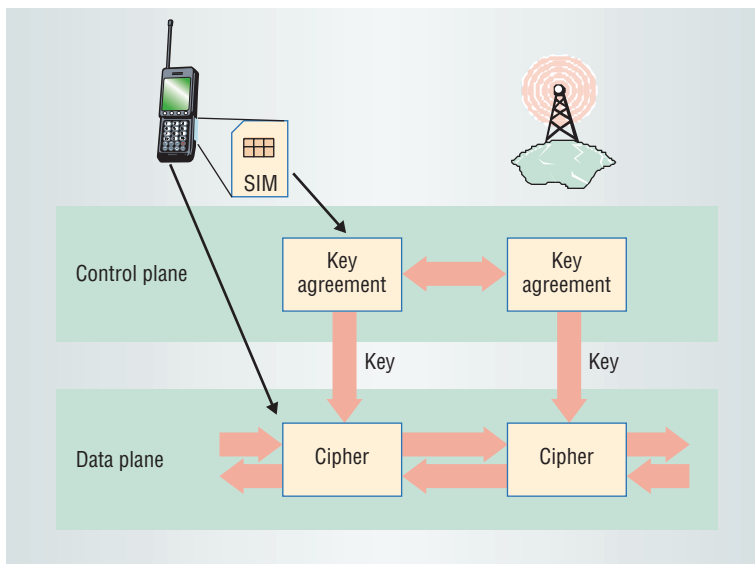 SIM
Control plane
Key
agreement
Key
agreement
Key
Key
Data plane
Cipher
Cipher